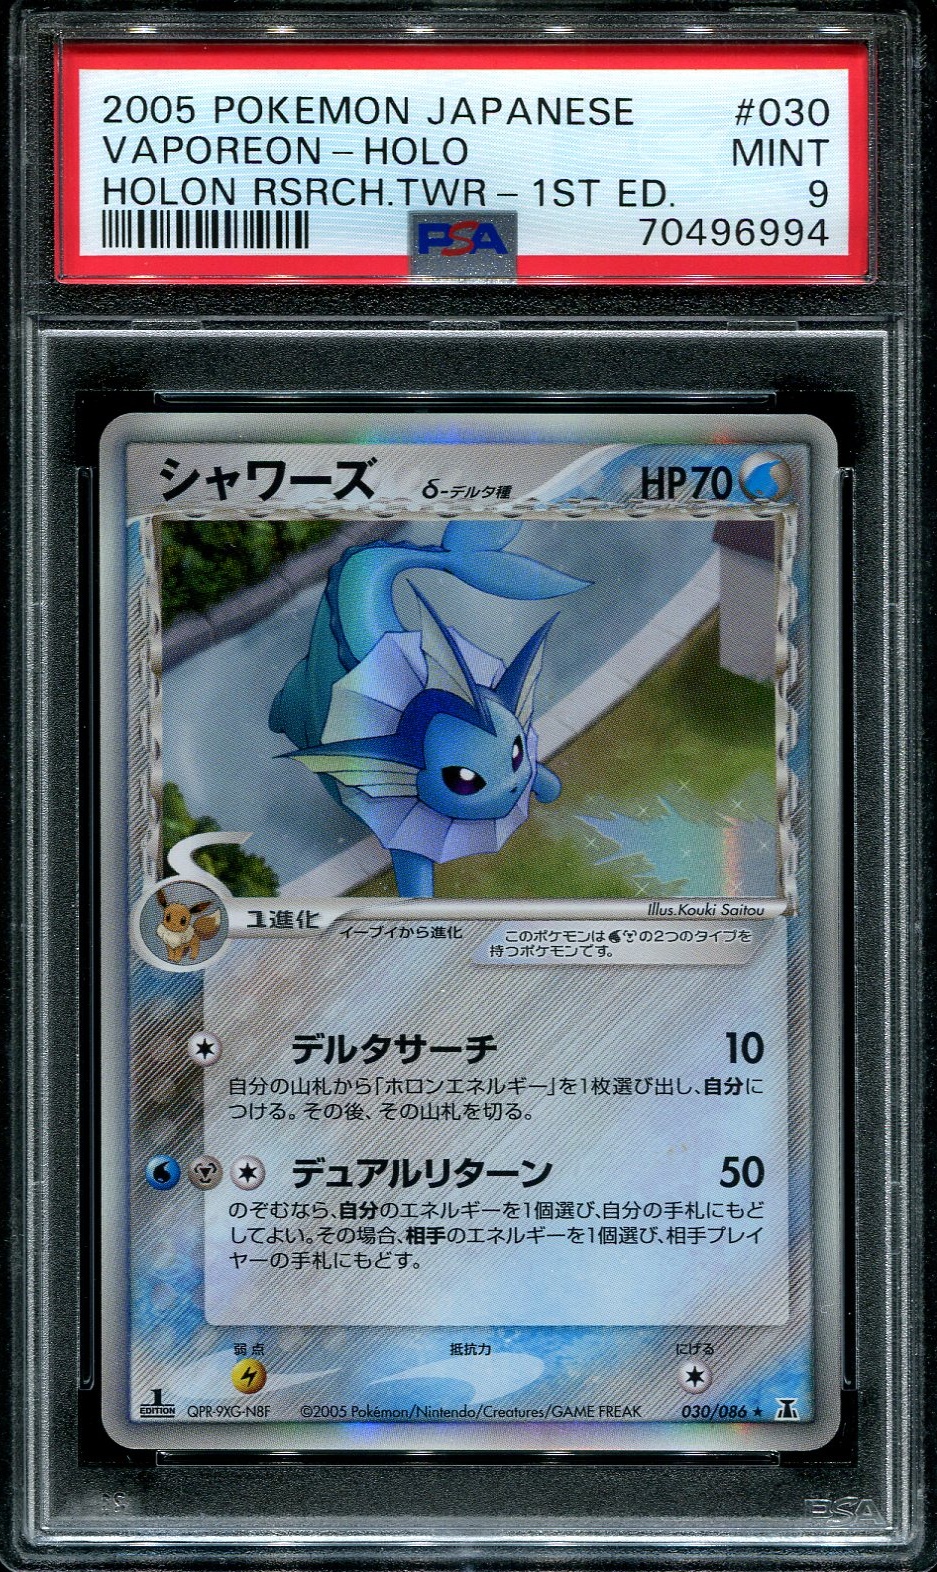 2005 POKEMON JAPANESE #030
VAPOREON - HOLO MINT
HOLON RSRCH.TWR - 1ST ED. 9
PSA 70496994
シャワーズ δ-デルタ種 HP70
Illus.Kouki Saitou
1進化 イーブイから進化
このポケモンは の2つのタイプを
持つポケモンです。
デルタサーチ 10
自分の山札から「ホロンエネルギー」を1枚選び出し、自分に
つける。その後、その山札を切る。
デュアルリターン 50
のぞむなら、自分のエネルギーを1個選び、自分の手札にもど
してよい。その場合、相手のエネルギーを1個選び、相手プレイ
ヤーの手札にもどす。
弱点 抵抗力 にげる
1 EDITION QPR-9XG-N8F ©2005 Pokémon/Nintendo/Creatures/GAME FREAK 030/086 ★
PSA